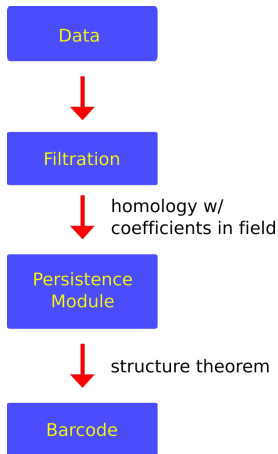 Data
Filtration
homology w/
coefficients in field
Persistence
Module
structure theorem
Barcode